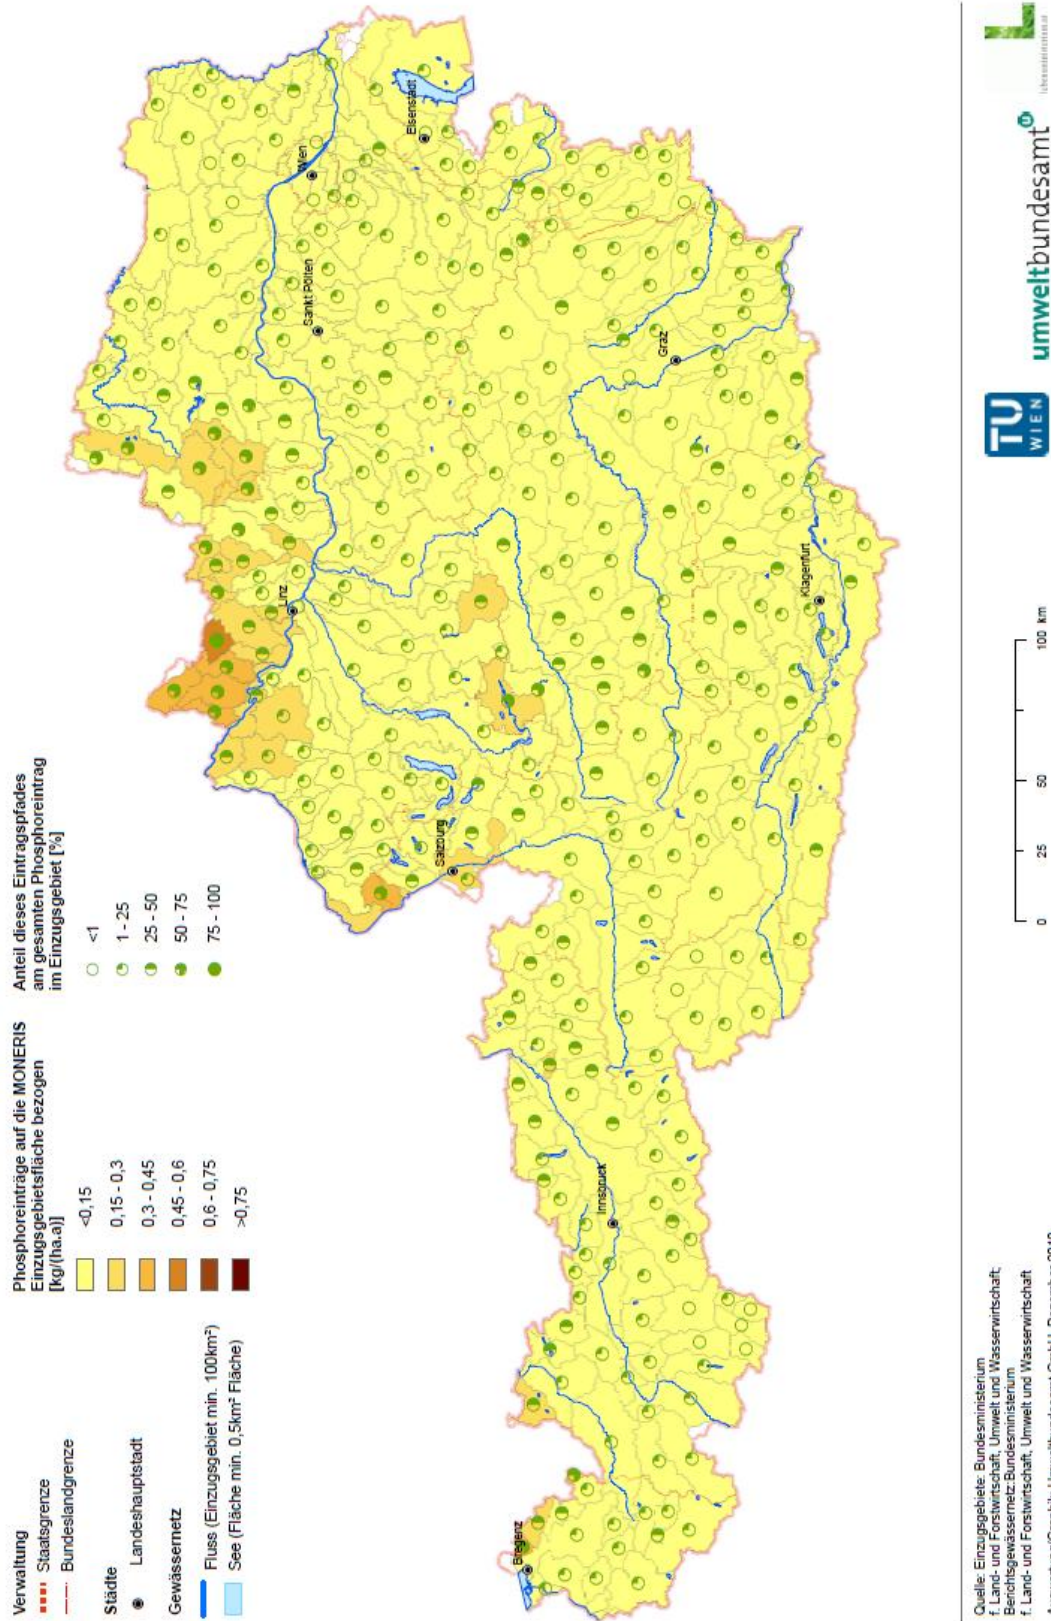 Verwaltung
Staatsgrenze
Bundeslandgrenze
Städte
Landeshauptstadt
Gewässernetz
Fluss (Einzugsgebiet min. 100km²)
See (Fläche min. 0,5km² Fläche)
Phosphoreinträge auf die MONERIS
Einzugsgebietsfläche bezogen
[kg/(ha.a)]
<0,15
0,15 - 0,3
0,3 - 0,45
0,45 - 0,6
0,6 - 0,75
>0,75
Anteil dieses Eintragspfades
am gesamten Phosphoreintrag
im Einzugsgebiet [%]
<1
1 - 25
25 - 50
50 - 75
75 - 100
Linz
Sankt Pölten
Wien
Eisenstadt
Salzburg
Bregenz
Innsbruck
Graz
Klagenfurt
0 25 50 100 km
Quelle: Einzugsgebiete: Bundesministerium
f. Land- und Forstwirtschaft, Umwelt und Wasserwirtschaft;
Berichtsgewässernetz: Bundesministerium
f. Land- und Forstwirtschaft, Umwelt und Wasserwirtschaft
TU
WIEN
umweltbundesamt